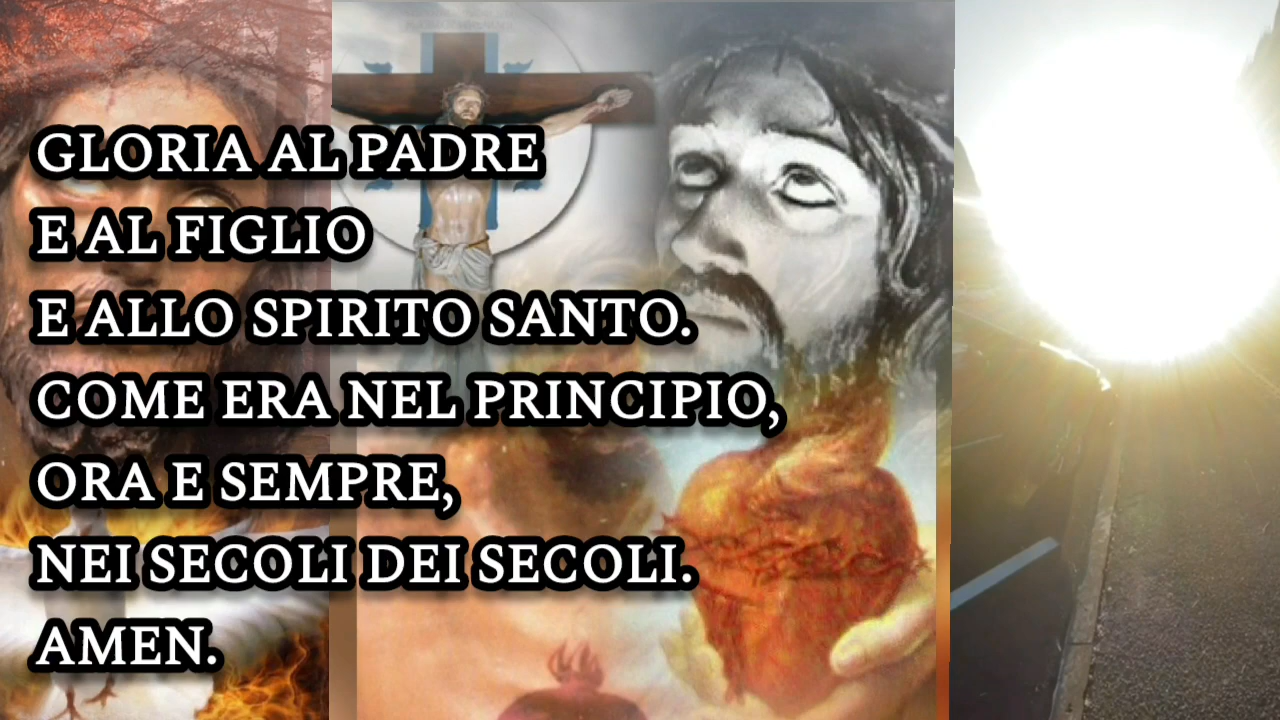 GLORIA AL PADRE
E AL FIGLIO
E ALLO SPIRITO SANTO.
COME ERA NEL PRINCIPIO,
ORA E SEMPRE,
NEI SECOLI DEI SECOLI.
AMEN.